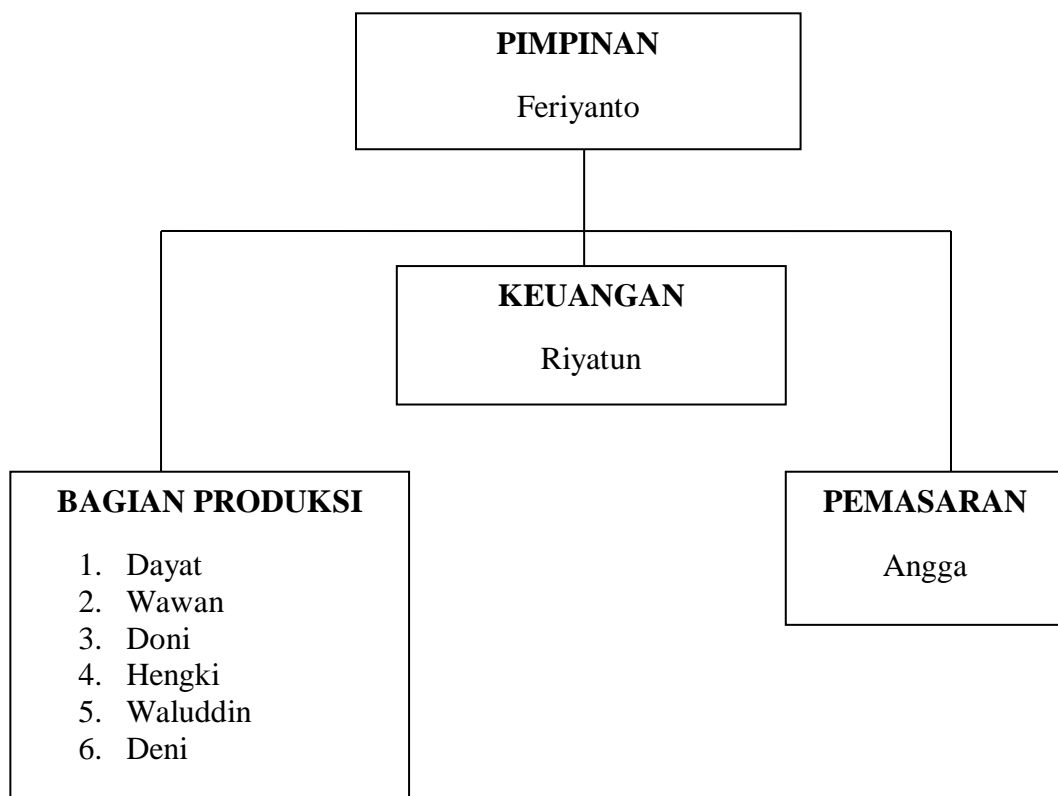 PIMPINAN
Feriyanto
KEUANGAN
Riyatun
BAGIAN PRODUKSI
1. Dayat
2. Wawan
3. Doni
4. Hengki
5. Waluddin
6. Deni
PEMASARAN
Angga